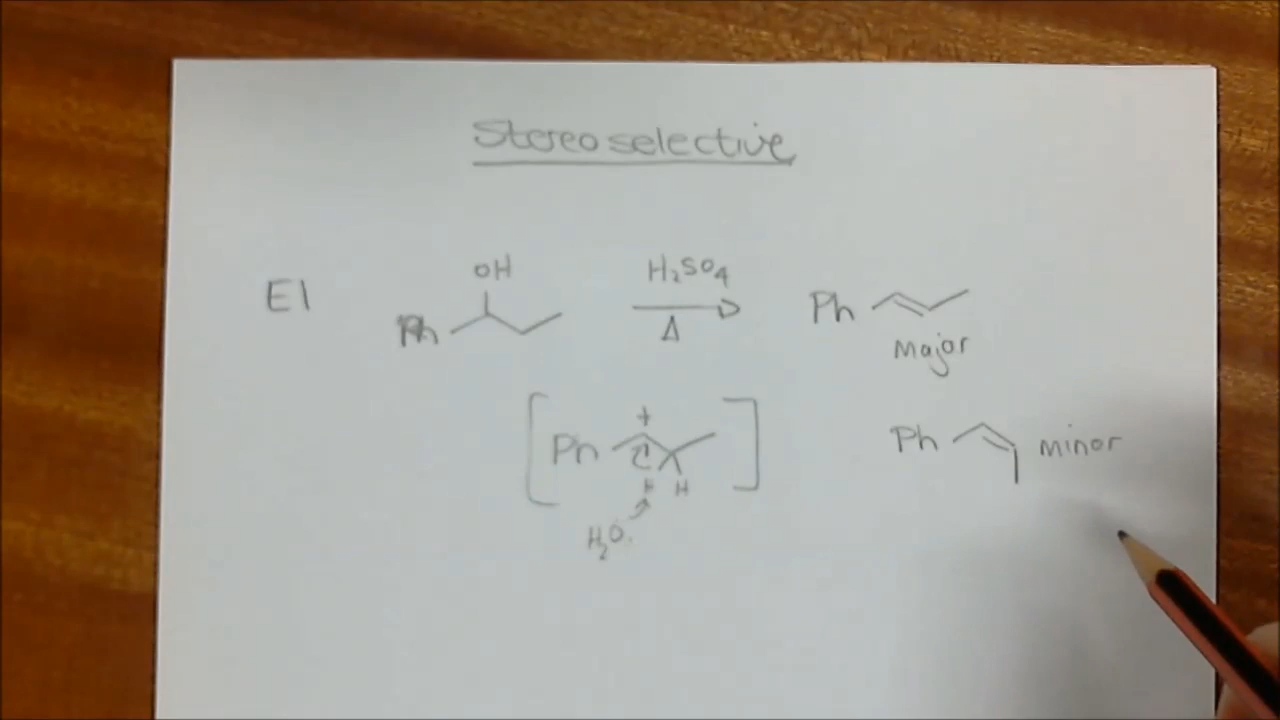 Stereoselective
E1
OH
Ph
H₂SO₄
Δ
Ph
Major
+
Ph
H H
H₂O:
Ph
minor